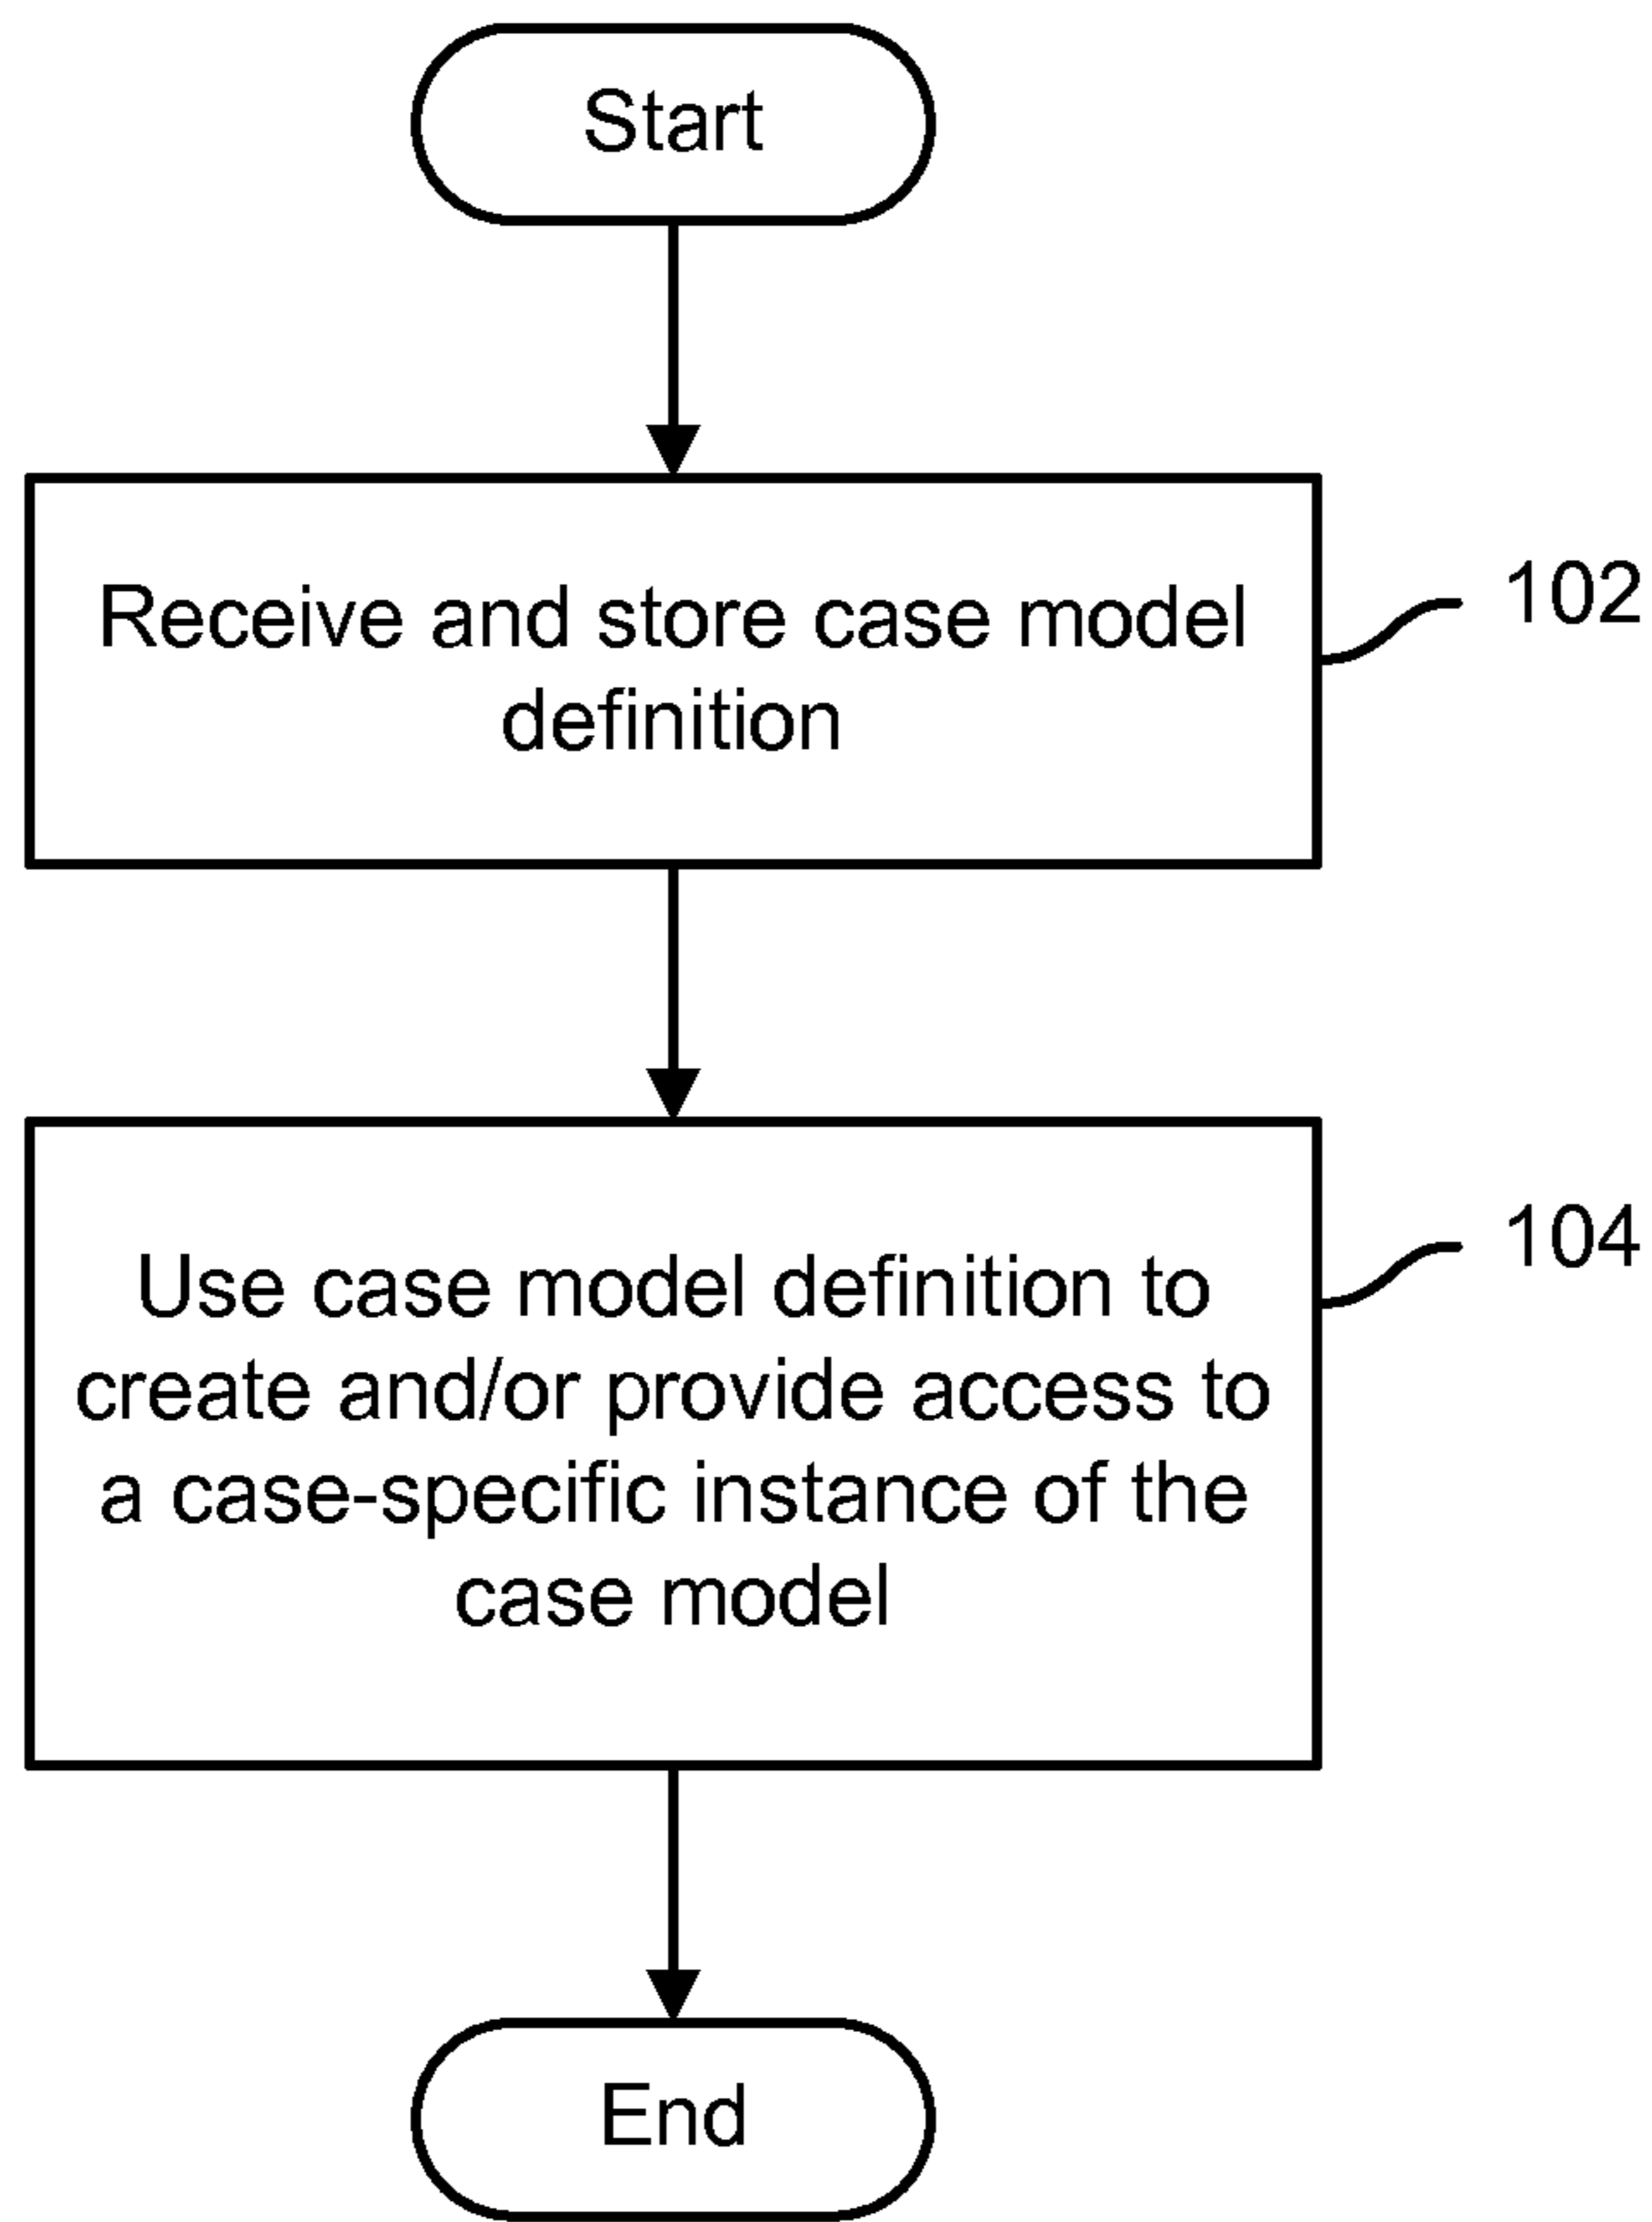 Start
Receive and store case model
definition
102
Use case model definition to
create and/or provide access to
a case-specific instance of the
case model
104
End